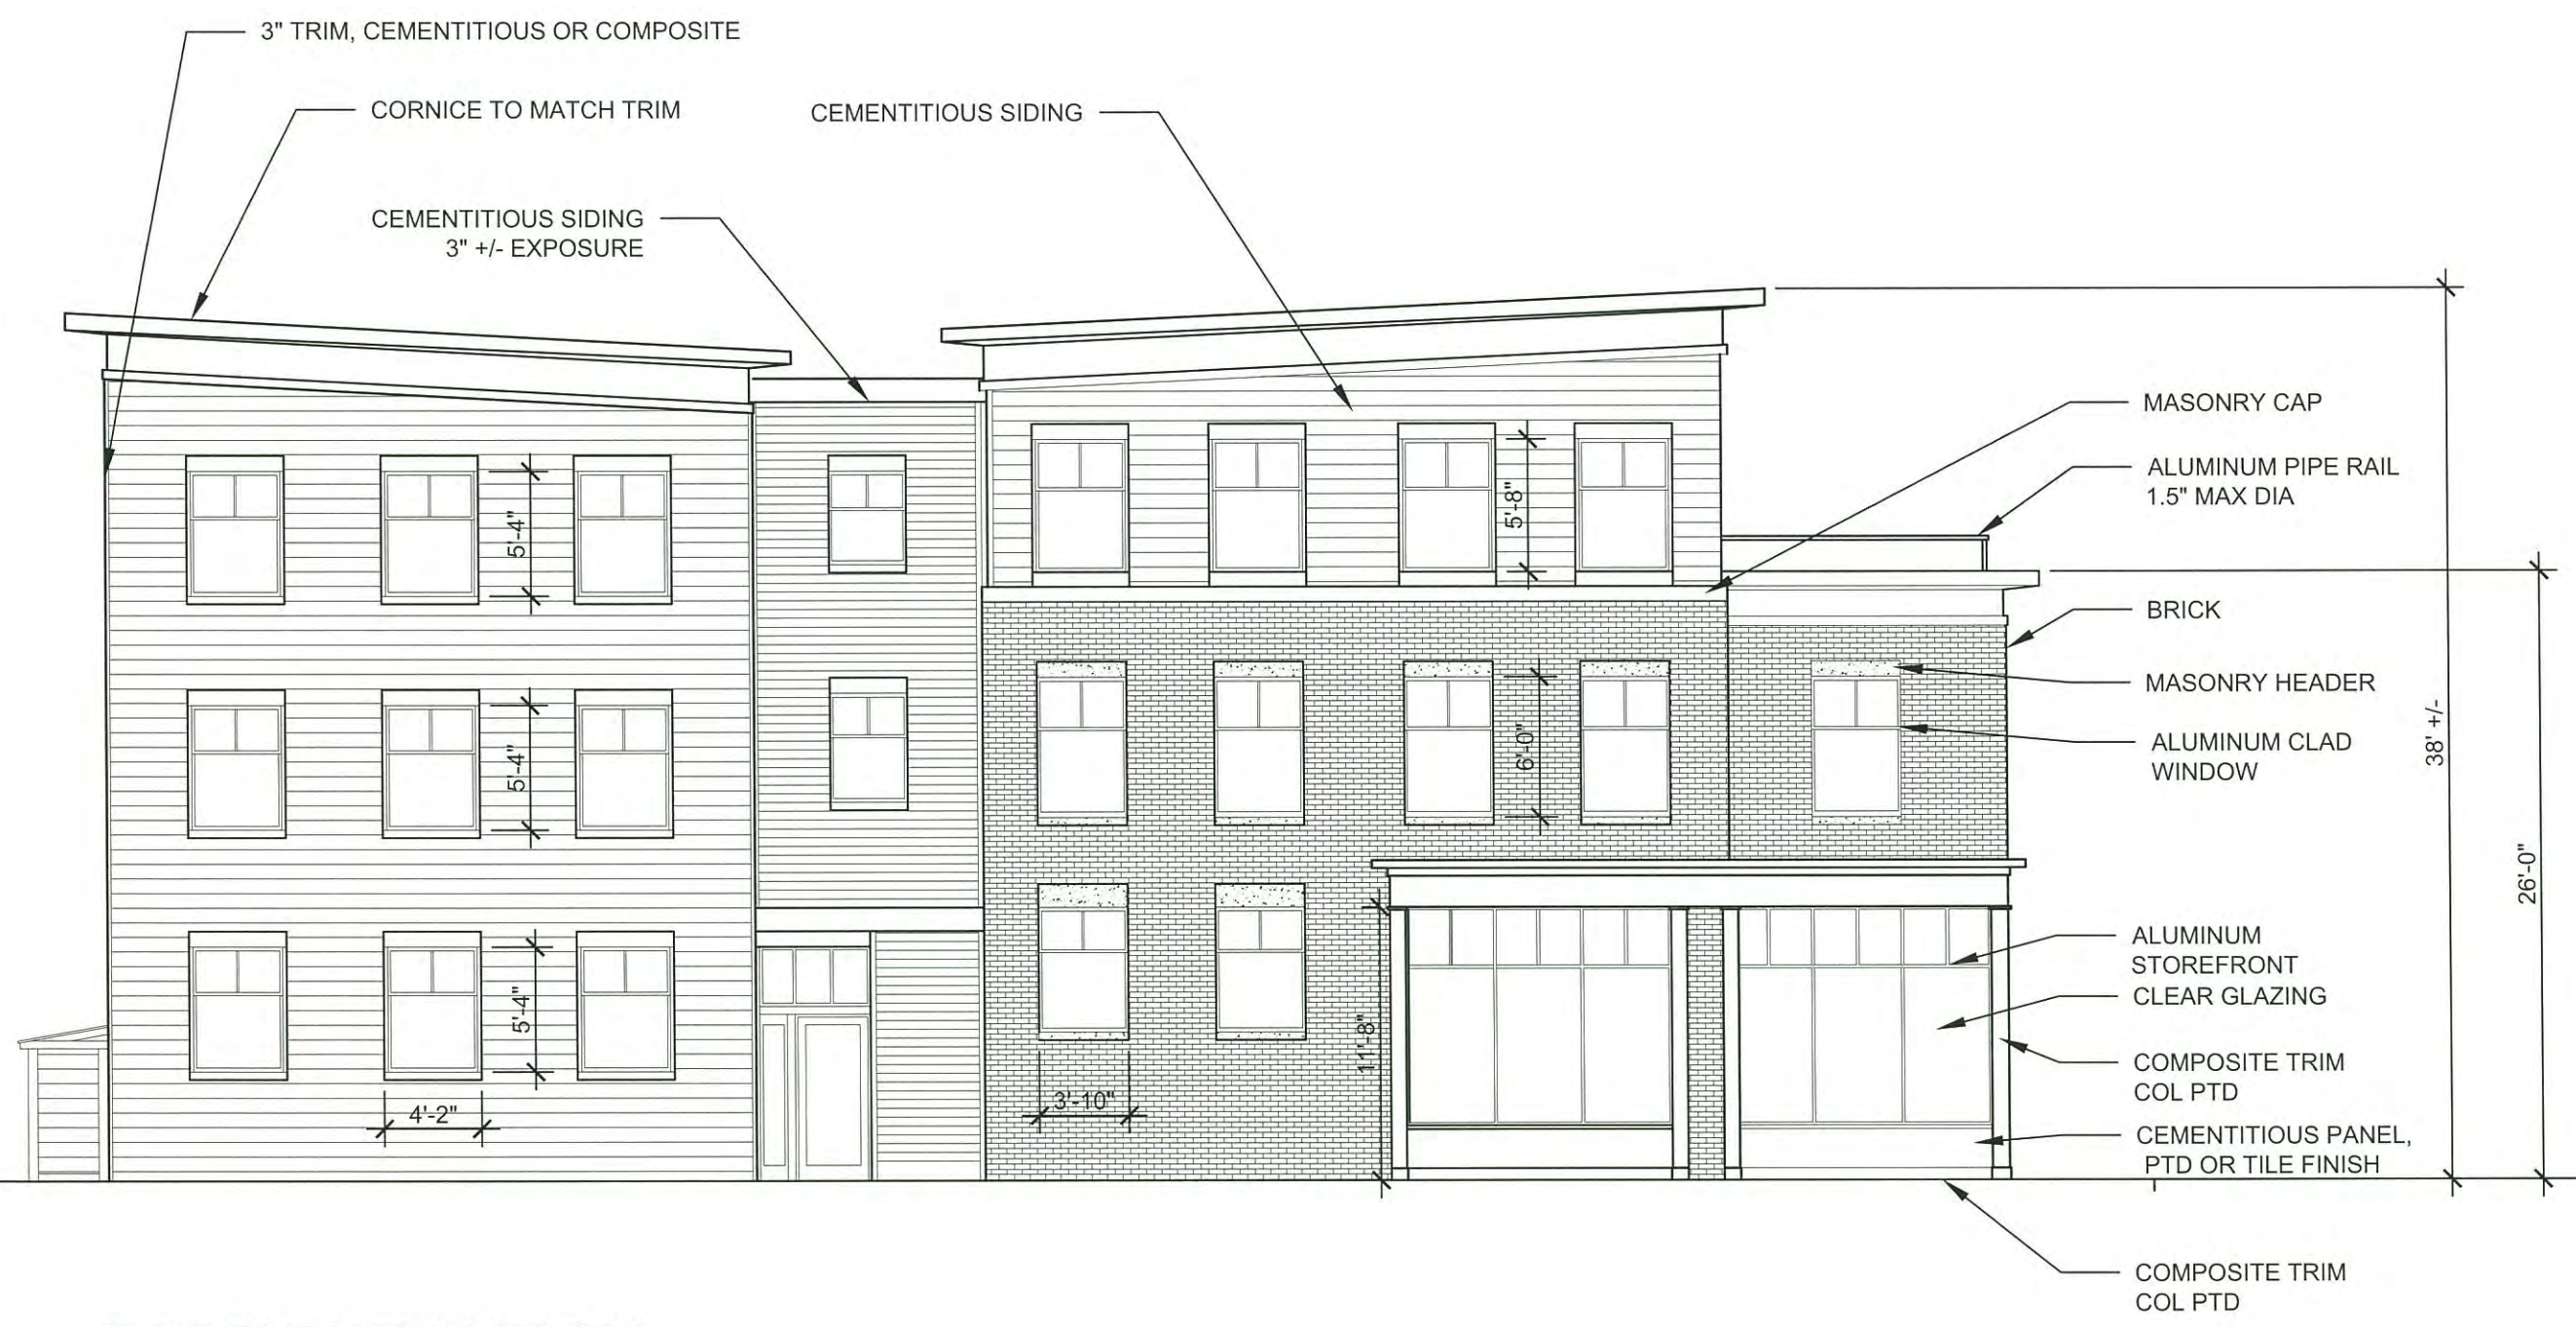 3" TRIM, CEMENTITIOUS OR COMPOSITE
CORNICE TO MATCH TRIM
CEMENTITIOUS SIDING
CEMENTITIOUS SIDING
3" +/- EXPOSURE
MASONRY CAP
ALUMINUM PIPE RAIL
1.5" MAX DIA
5'-4"
5'-8"
BRICK
MASONRY HEADER
38' +/-
ALUMINUM CLAD
WINDOW
5'-4"
6'-0"
26'-0"
ALUMINUM
STOREFRONT
CLEAR GLAZING
5'-4"
11'-8"
COMPOSITE TRIM
COL PTD
4'-2"
3'-10"
CEMENTITIOUS PANEL,
PTD OR TILE FINISH
COMPOSITE TRIM
COL PTD